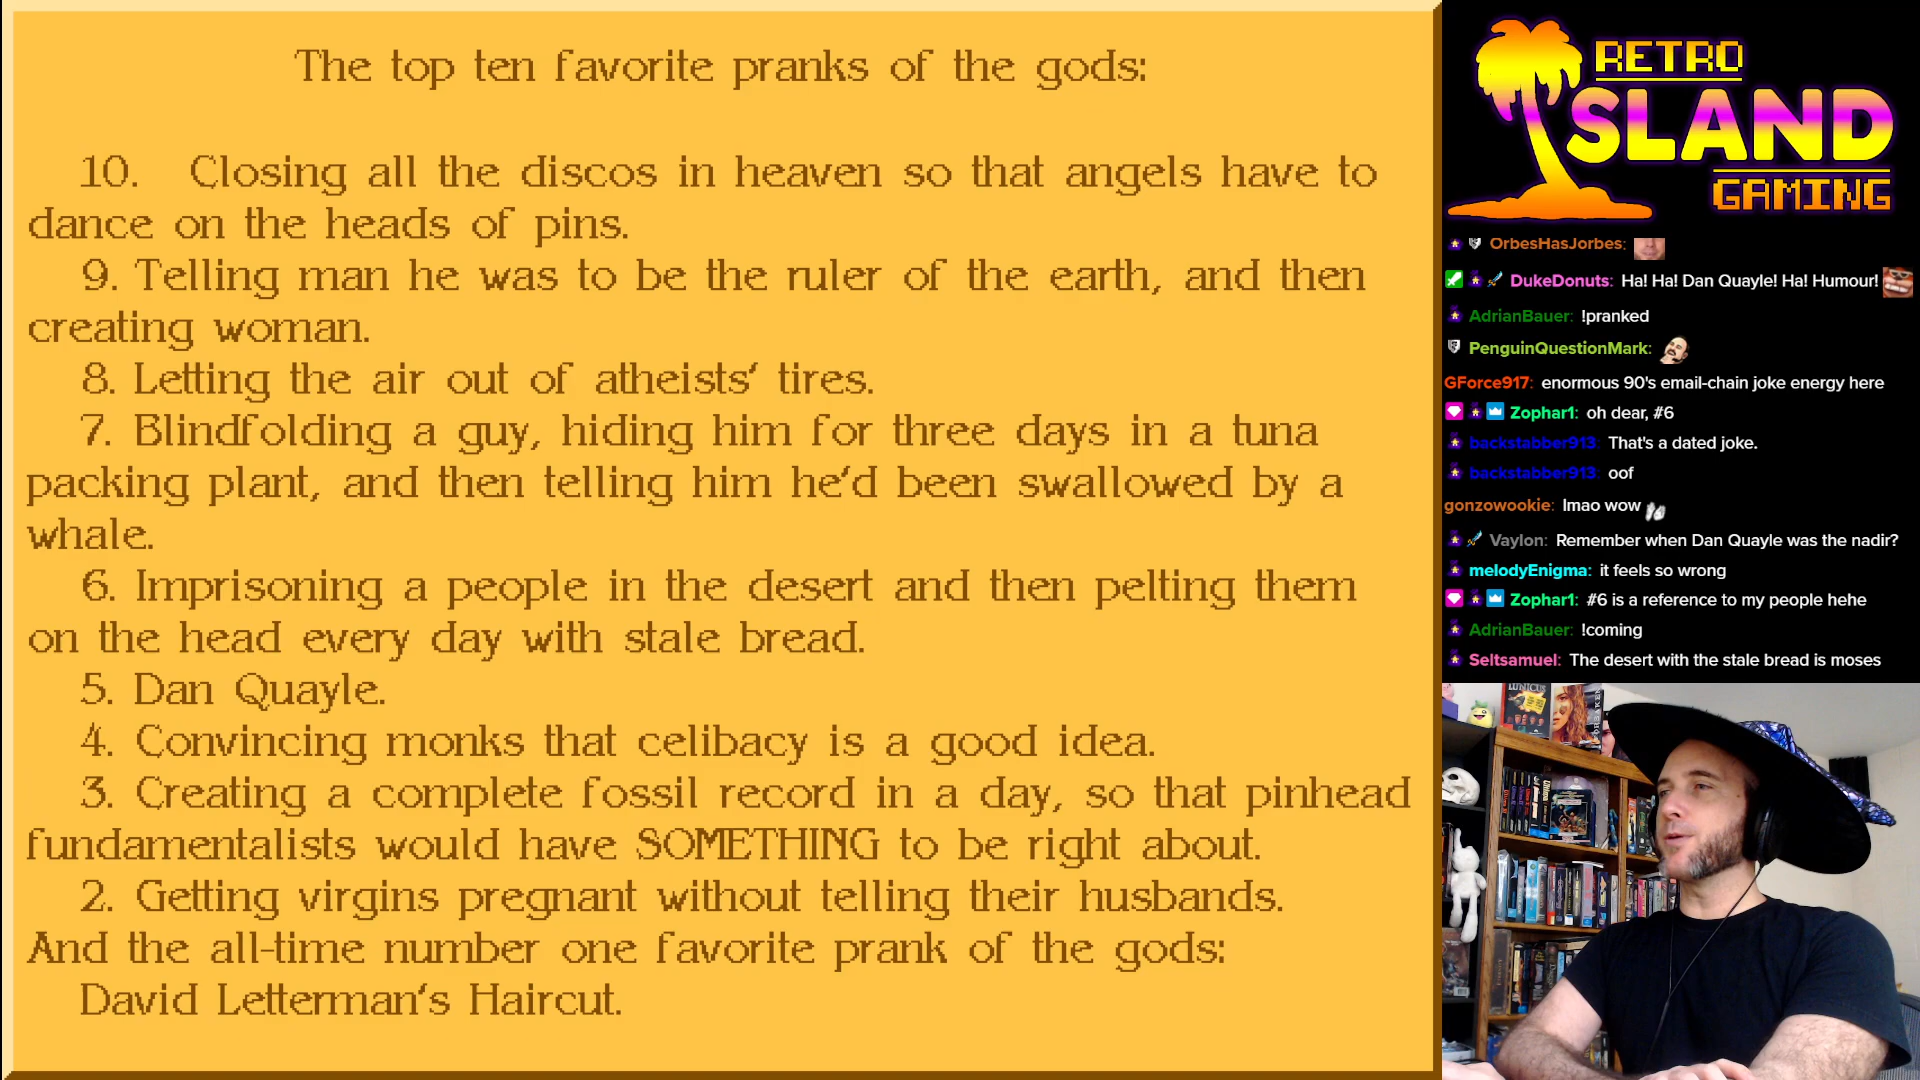 The top ten favorite pranks of the gods:
10. Closing all the discos in heaven so that angels have to
dance on the heads of pins.
9. Telling man he was to be the ruler of the earth, and then
creating woman.
8. Letting the air out of atheists' tires.
7. Blindfolding a guy, hiding him for three days in a tuna
packing plant, and then telling him he'd been swallowed by a
whale.
6. Imprisoning a people in the desert and then pelting them
on the head every day with stale bread.
5. Dan Quayle.
4. Convincing monks that celibacy is a good idea.
3. Creating a complete fossil record in a day, so that pinhead
fundamentalists would have SOMETHING to be right about.
2. Getting virgins pregnant without telling their husbands.
And the all-time number one favorite prank of the gods:
David Letterman's Haircut.
RETRO
ISLAND
GAMING
OrbesHasJorbes:
DukeDonuts: Ha! Ha! Dan Quayle! Ha! Humour!
AdrianBauer: !pranked
PenguinQuestionMark:
GForce917: enormous 90's email-chain joke energy here
Zophar1: oh dear, #6
backstabber913: That's a dated joke.
backstabber913: oof
gonzowookie: lmao wow
Vaylon: Remember when Dan Quayle was the nadir?
melodyEnigma: it feels so wrong
Zophar1: #6 is a reference to my people hehe
AdrianBauer: !coming
Seltsamuel: The desert with the stale bread is moses
LUNICUS